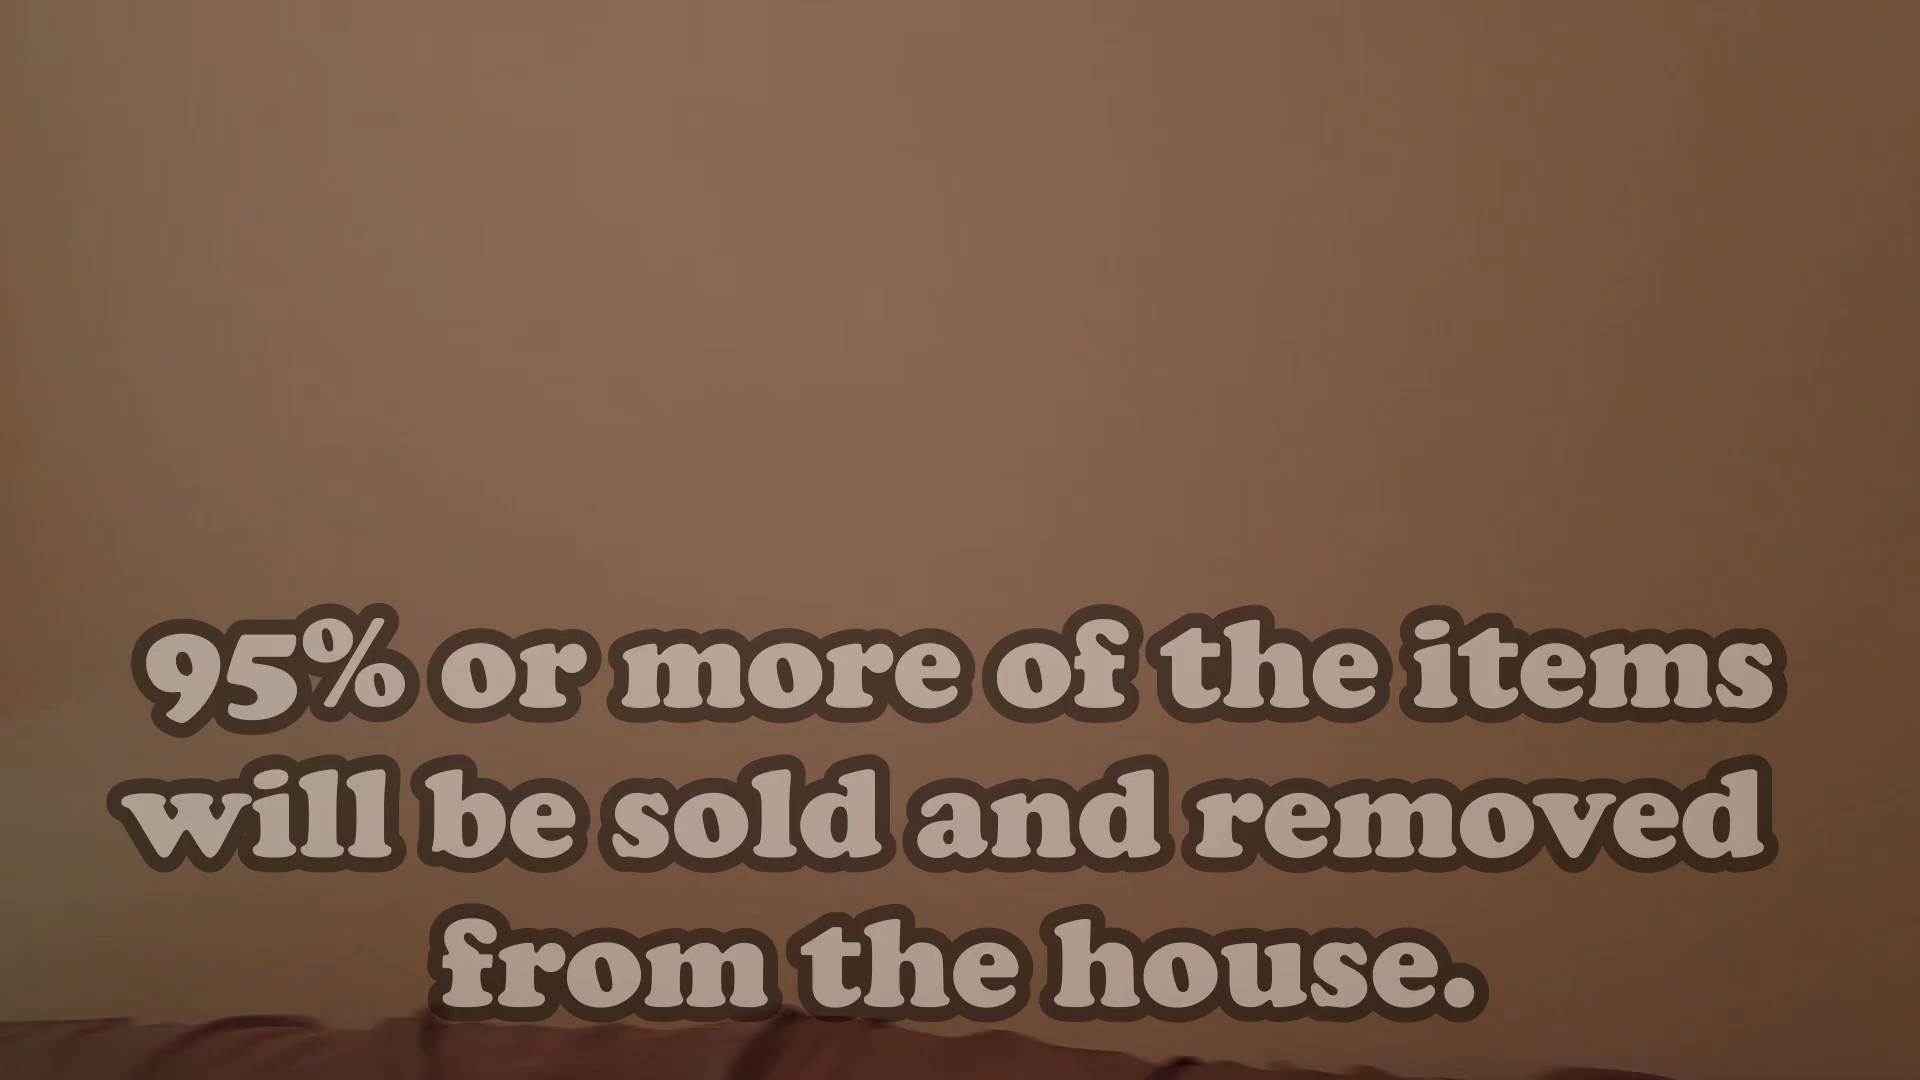 95% or more of the items
will be sold and removed
from the house.